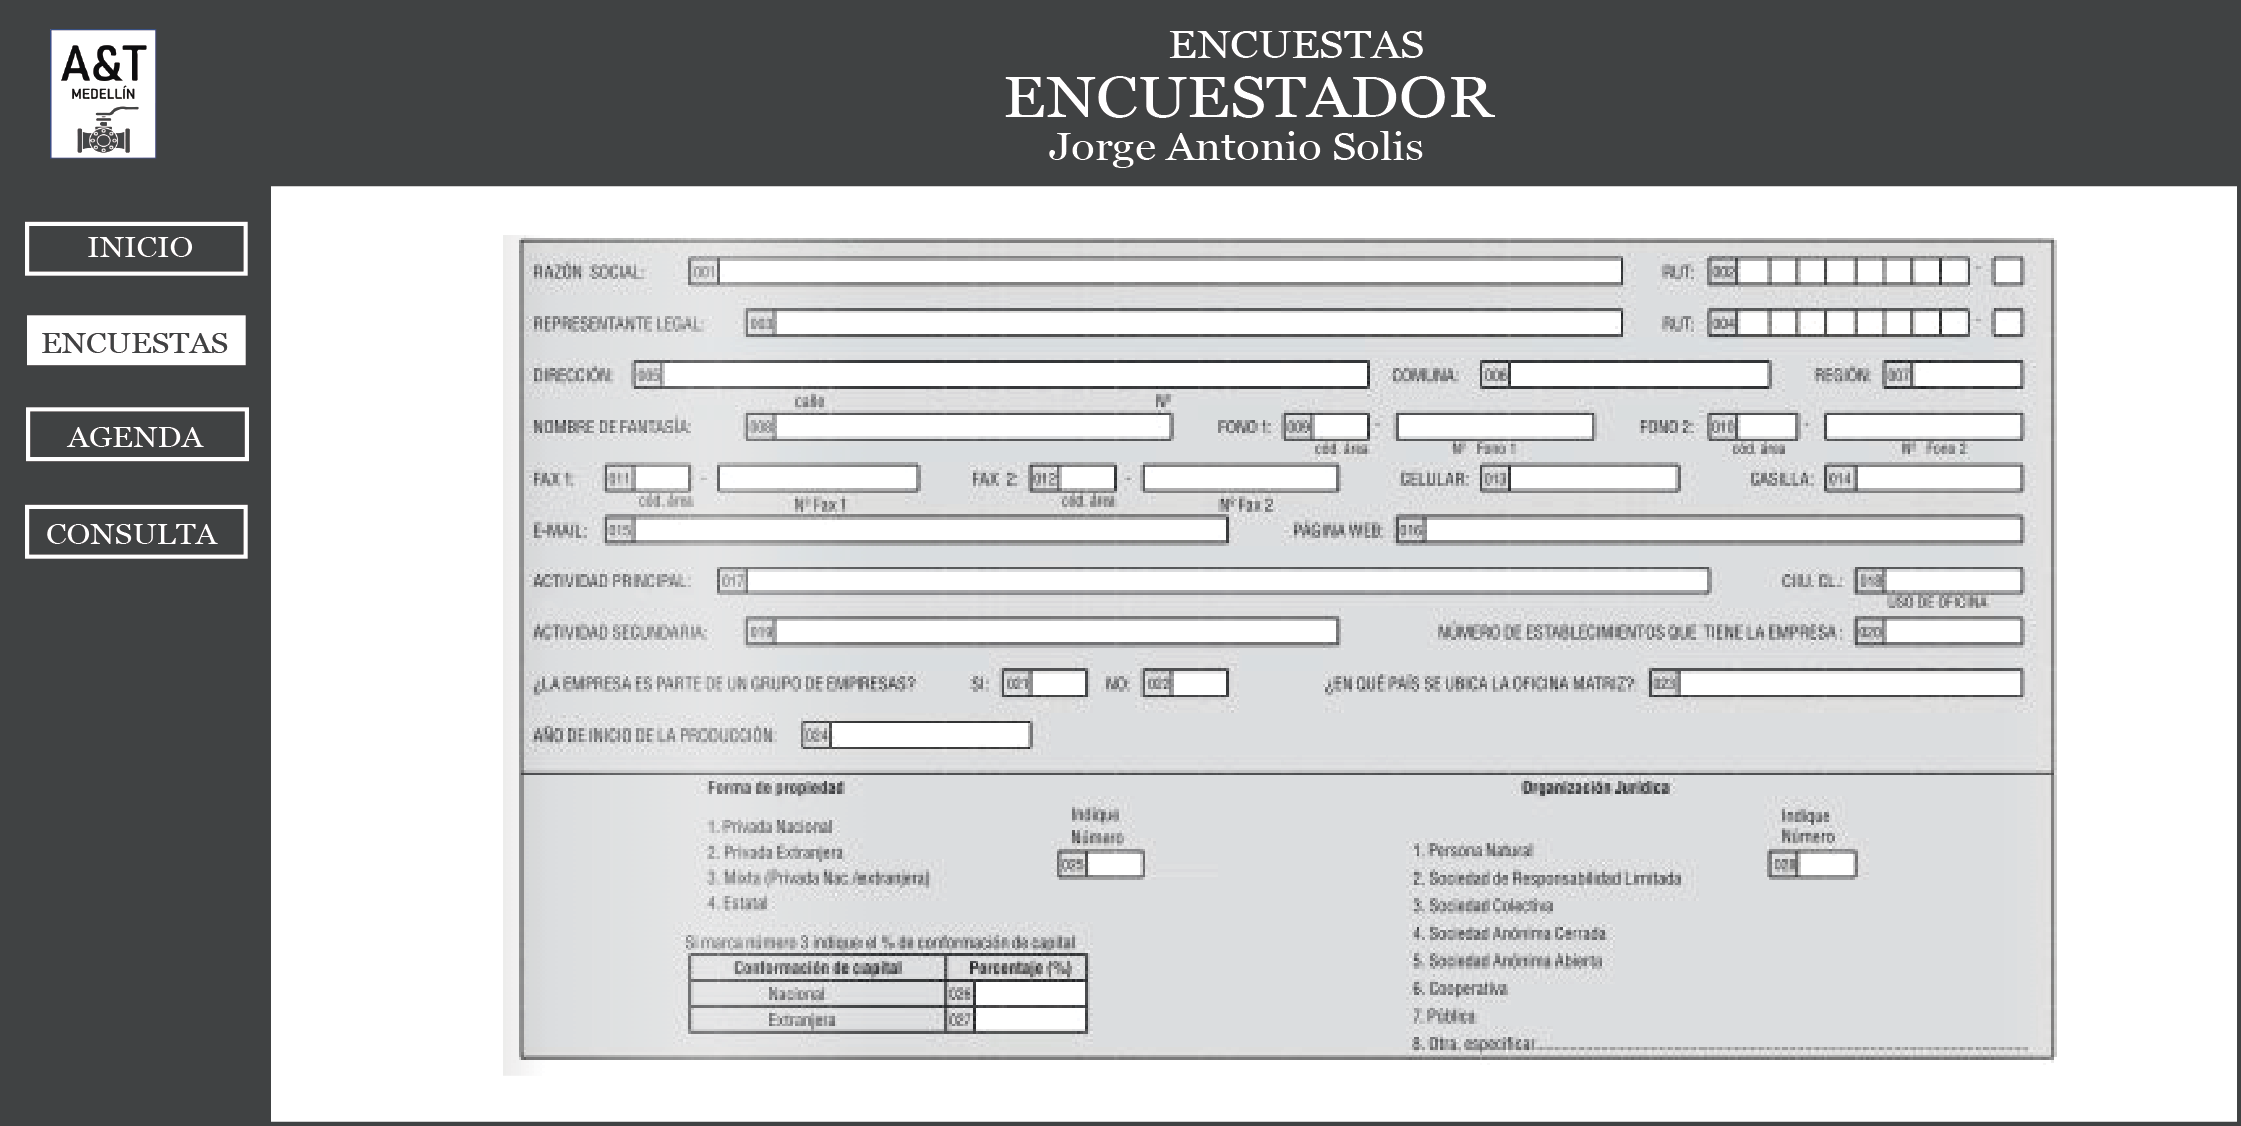 A&T
MEDELLÍN
ENCUESTAS
ENCUESTADOR
Jorge Antonio Solis
INICIO
ENCUESTAS
AGENDA
CONSULTA
RAZÓN SOCIAL: 001 RUT: 002 -
REPRESENTANTE LEGAL: 003 RUT: 004 -
DIRECCIÓN: 005 COMUNA: 006 REGIÓN: 007
calle Nº
NOMBRE DE FANTASÍA: 008 FONO 1: 009 - FONO 2: 010 -
cód. área Nº Fono 1 cód. área Nº Fono 2
FAX 1: 011 - FAX 2: 012 - CELULAR: 013 CASILLA: 014
cód. área Nº Fax 1 cód. área Nº Fax 2
E-MAIL: 015 PÁGINA WEB: 016
ACTIVIDAD PRINCIPAL: 017 CIIU. CL.: 018
USO DE OFICINA
ACTIVIDAD SECUNDARIA: 019 NÚMERO DE ESTABLECIMIENTOS QUE TIENE LA EMPRESA: 020
¿LA EMPRESA ES PARTE DE UN GRUPO DE EMPRESAS? SI: 021 NO: 022 ¿EN QUÉ PAÍS SE UBICA LA OFICINA MATRIZ? 023
AÑO DE INICIO DE LA PRODUCCIÓN: 024
Forma de propiedad
Indique
Número
025
1. Privada Nacional
2. Privada Extranjera
3. Mixta (Privada Nac./extranjera)
4. Estatal
Si marca número 3 indique el % de conformación de capital
Conformación de capital Porcentaje (%)
Nacional 026
Extranjera 027
Organización Jurídica
Indique
Número
028
1. Persona Natural
2. Sociedad de Responsabilidad Limitada
3. Sociedad Colectiva
4. Sociedad Anónima Cerrada
5. Sociedad Anónima Abierta
6. Cooperativa
7. Pública
8. Otra, especificar